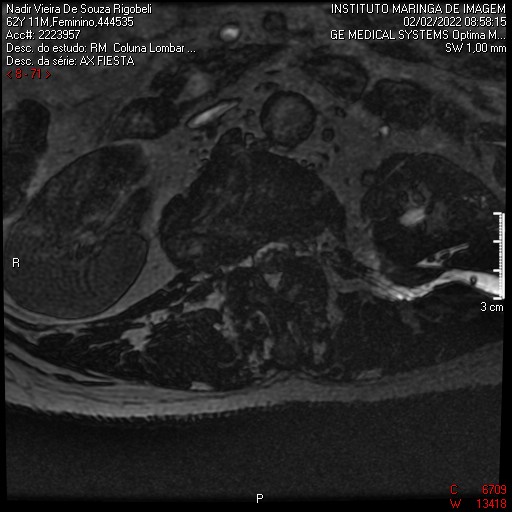 Nadir Vieira De Souza Rigobeli
62Y 11M,Feminino,444535
Acc#: 2223957
Desc. do estudo: RM Coluna Lombar ...
Desc. da série: AX FIESTA
< 8 - 71 >
INSTITUTO MARINGA DE IMAGEM
02/02/2022 08:58:15
GE MEDICAL SYSTEMS Optima M...
SW 1,00 mm
R
3 cm
P
C 6709
W 13418